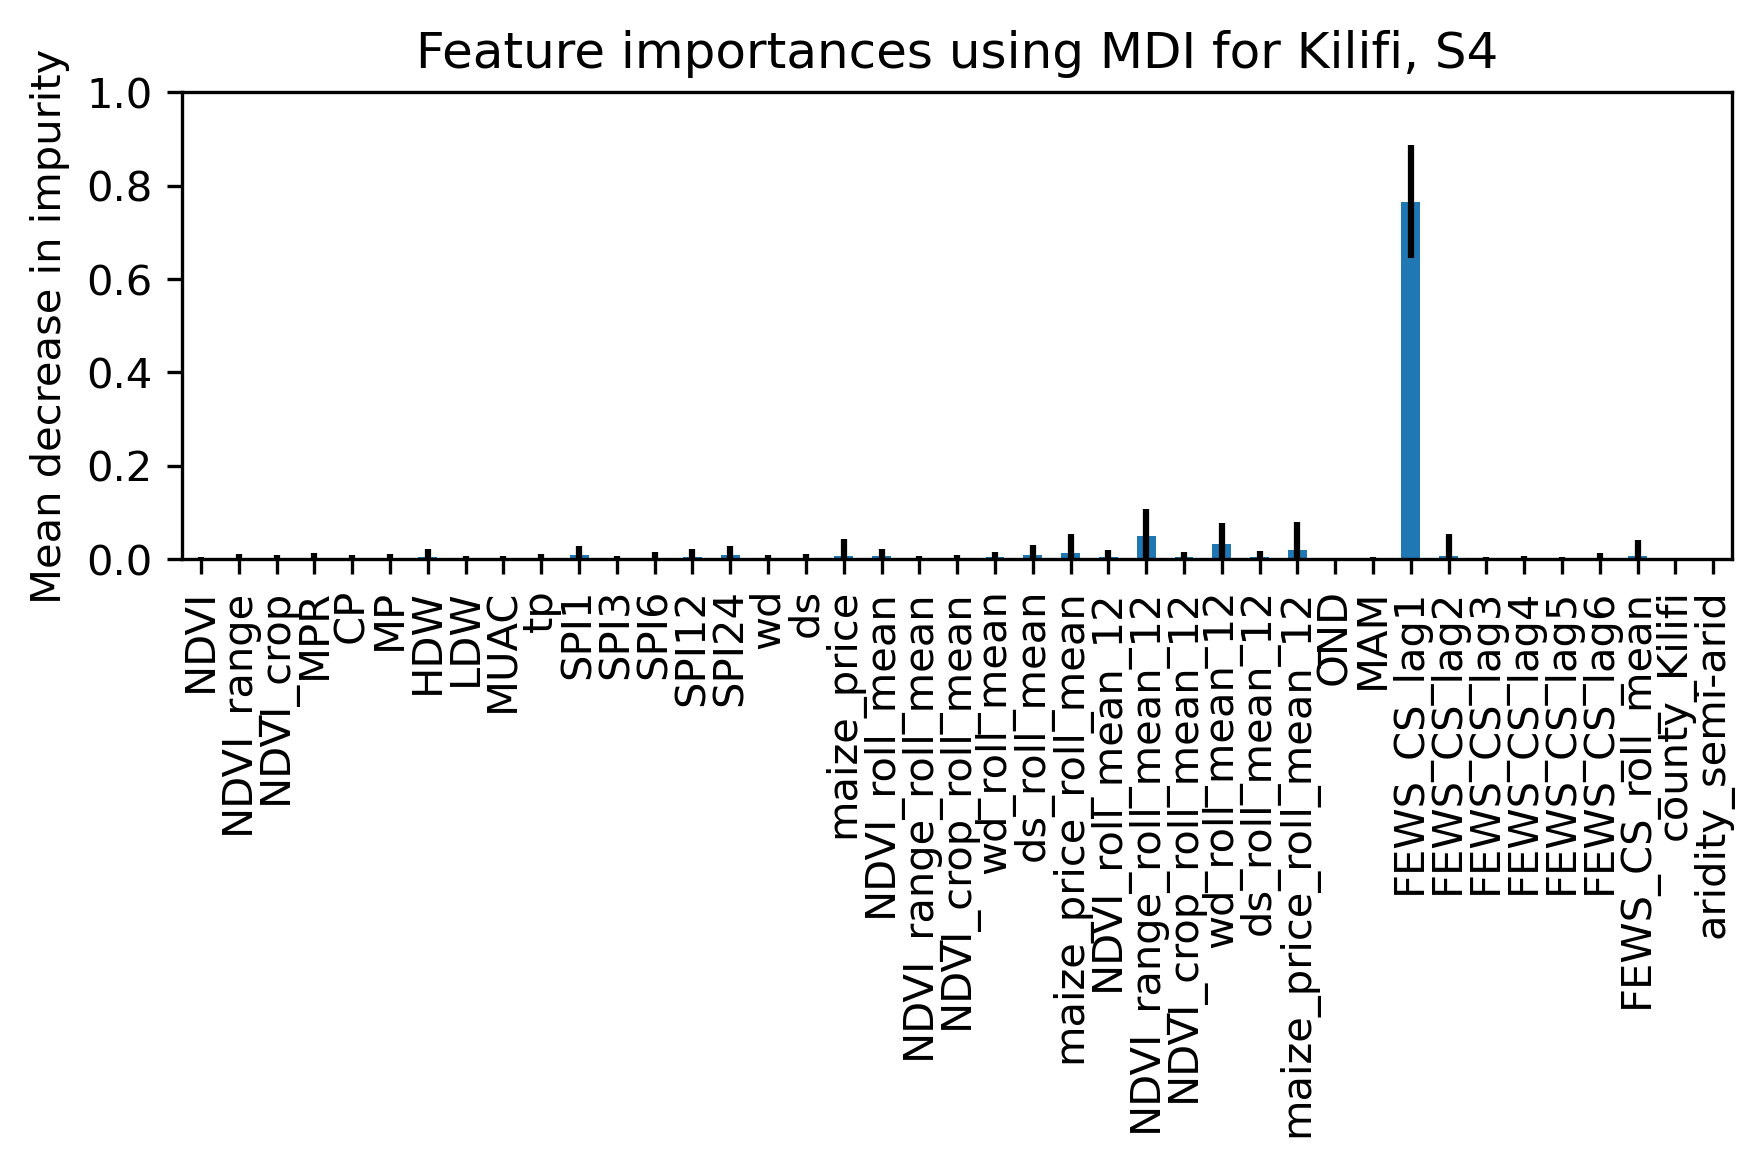 Feature importances using MDI for Kilifi, S4
Mean decrease in impurity
1.0
0.8
0.6
0.4
0.2
0.0
NDVI
NDVI_range
NDVI_crop
MPR
CP
MP
HDW
LDW
MUAC
tp
SPI1
SPI3
SPI6
SPI12
SPI24
wd
ds
maize_price
NDVI_roll_mean
NDVI_range_roll_mean
NDVI_crop_roll_mean
wd_roll_mean
ds_roll_mean
maize_price_roll_mean
NDVI_roll_mean_12
NDVI_range_roll_mean_12
NDVI_crop_roll_mean_12
wd_roll_mean_12
ds_roll_mean_12
maize_price_roll_mean_12
OND
MAM
FEWS_CS_lag1
FEWS_CS_lag2
FEWS_CS_lag3
FEWS_CS_lag4
FEWS_CS_lag5
FEWS_CS_lag6
FEWS_CS_roll_mean
county_Kilifi
aridity_semi-arid